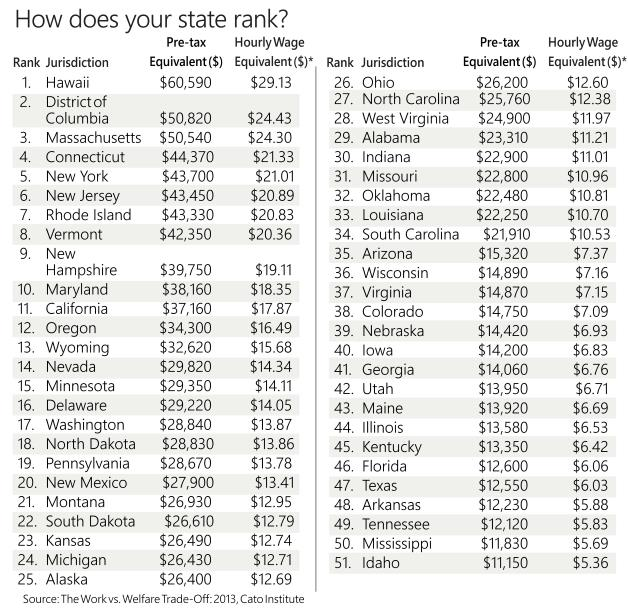 How does your state rank?
Rank Jurisdiction Pre-tax Equivalent ($) Hourly Wage Equivalent ($)*
1. Hawaii $60,590 $29.13
2. District of
Columbia $50,820 $24.43
3. Massachusetts $50,540 $24.30
4. Connecticut $44,370 $21.33
5. New York $43,700 $21.01
6. New Jersey $43,450 $20.89
7. Rhode Island $43,330 $20.83
8. Vermont $42,350 $20.36
9. New
Hampshire $39,750 $19.11
10. Maryland $38,160 $18.35
11. California $37,160 $17.87
12. Oregon $34,300 $16.49
13. Wyoming $32,620 $15.68
14. Nevada $29,820 $14.34
15. Minnesota $29,350 $14.11
16. Delaware $29,220 $14.05
17. Washington $28,840 $13.87
18. North Dakota $28,830 $13.86
19. Pennsylvania $28,670 $13.78
20. New Mexico $27,900 $13.41
21. Montana $26,930 $12.95
22. South Dakota $26,610 $12.79
23. Kansas $26,490 $12.74
24. Michigan $26,430 $12.71
25. Alaska $26,400 $12.69
Rank Jurisdiction Pre-tax Equivalent ($) Hourly Wage Equivalent ($)*
26. Ohio $26,200 $12.60
27. North Carolina $25,760 $12.38
28. West Virginia $24,900 $11.97
29. Alabama $23,310 $11.21
30. Indiana $22,900 $11.01
31. Missouri $22,800 $10.96
32. Oklahoma $22,480 $10.81
33. Louisiana $22,250 $10.70
34. South Carolina $21,910 $10.53
35. Arizona $15,320 $7.37
36. Wisconsin $14,890 $7.16
37. Virginia $14,870 $7.15
38. Colorado $14,750 $7.09
39. Nebraska $14,420 $6.93
40. Iowa $14,200 $6.83
41. Georgia $14,060 $6.76
42. Utah $13,950 $6.71
43. Maine $13,920 $6.69
44. Illinois $13,580 $6.53
45. Kentucky $13,350 $6.42
46. Florida $12,600 $6.06
47. Texas $12,550 $6.03
48. Arkansas $12,230 $5.88
49. Tennessee $12,120 $5.83
50. Mississippi $11,830 $5.69
51. Idaho $11,150 $5.36
Source: The Work vs. Welfare Trade-Off: 2013, Cato Institute